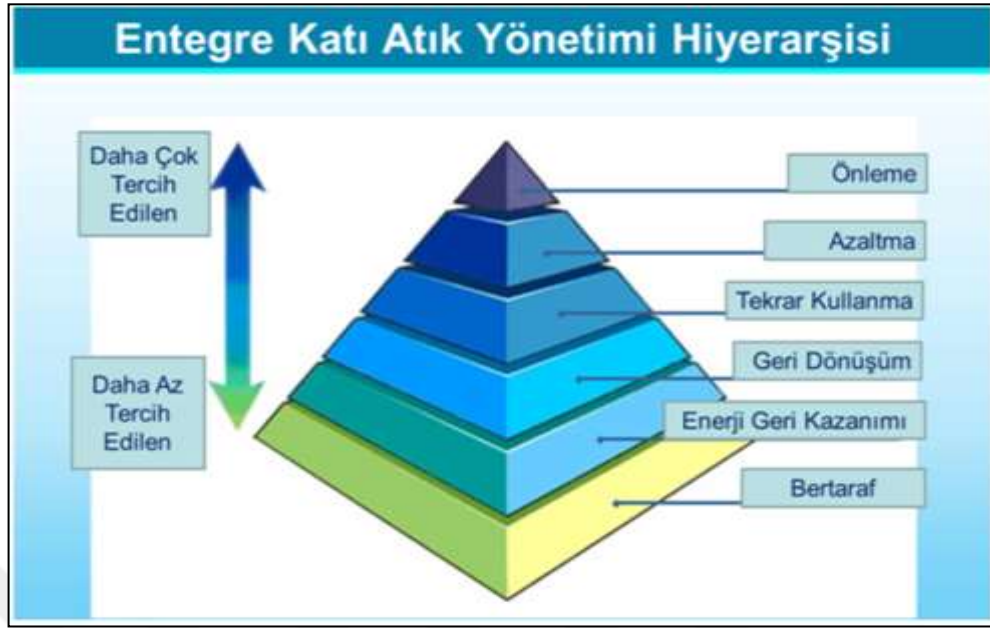 Entegre Katı Atık Yönetimi Hiyerarşisi
Daha Çok
Tercih
Edilen
Önleme
Azaltma
Tekrar Kullanma
Geri Dönüşüm
Daha Az
Tercih
Edilen
Enerji Geri Kazanımı
Bertaraf